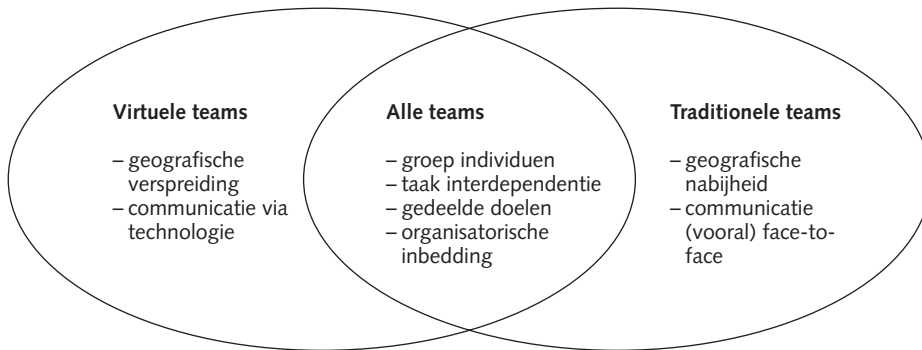 Virtuele teams
– geografische
verspreiding
– communicatie via
technologie
Alle teams
– groep individuen
– taak interdependentie
– gedeelde doelen
– organisatorische
inbedding
Traditionele teams
– geografische
nabijheid
– communicatie
(vooral) face-to-
face